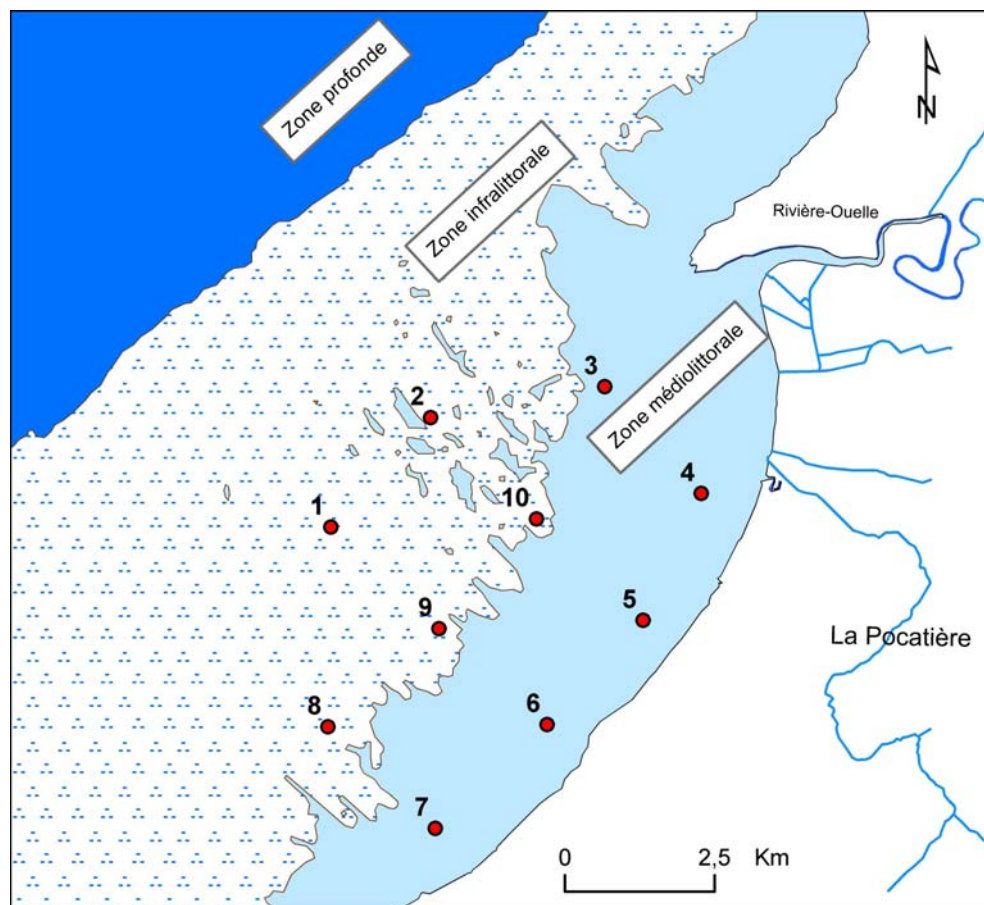 Zone profonde
Zone infralittorale
N
Rivière-Ouelle
Zone médiolittorale
3
2
4
10
1
5
9
La Pocatière
8
6
7
0 2,5 Km